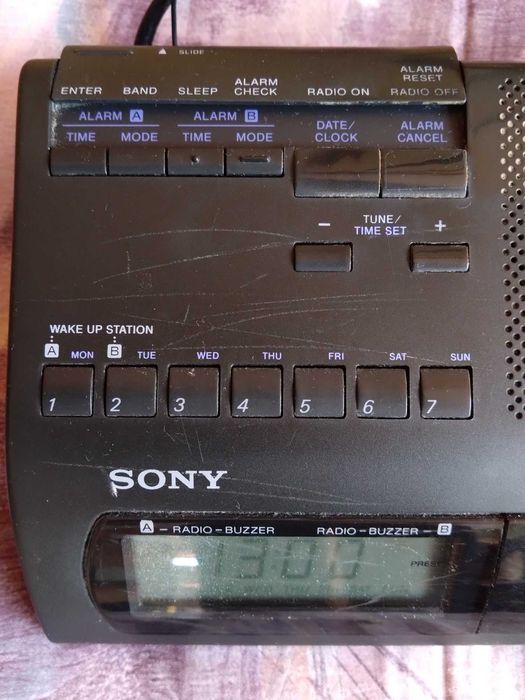 ▲ SLIDE
ALARM RESET
ENTER BAND SLEEP ALARM CHECK RADIO ON RADIO OFF
ALARM A ALARM B DATE/ ALARM
TIME MODE TIME MODE CLOCK CANCEL
− TUNE/ TIME SET +
WAKE UP STATION
A MON B TUE WED THU FRI SAT SUN
1 2 3 4 5 6 7
SONY
A – RADIO – BUZZER RADIO – BUZZER – B
13:00